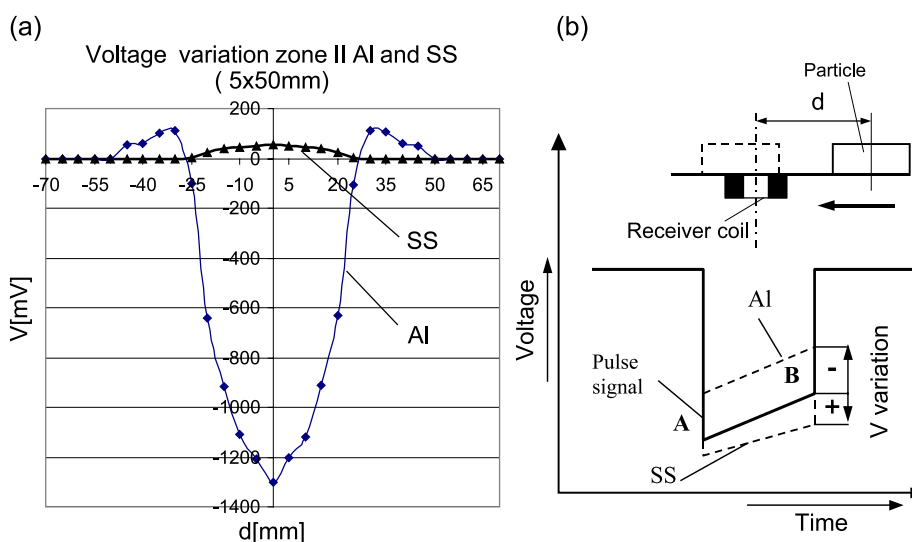 (a)
Voltage variation zone II Al and SS
( 5x50mm)
200
0
-200
-400
-600
-800
-1000
-1200
-1400
-70 -55 -40 -25 -10 5 20 35 50 65
V[mV]
d[mm]
SS
Al
(b)
Particle
d
Receiver coil
Voltage
Al
Pulse
signal
A
B
-
+
V variation
SS
Time